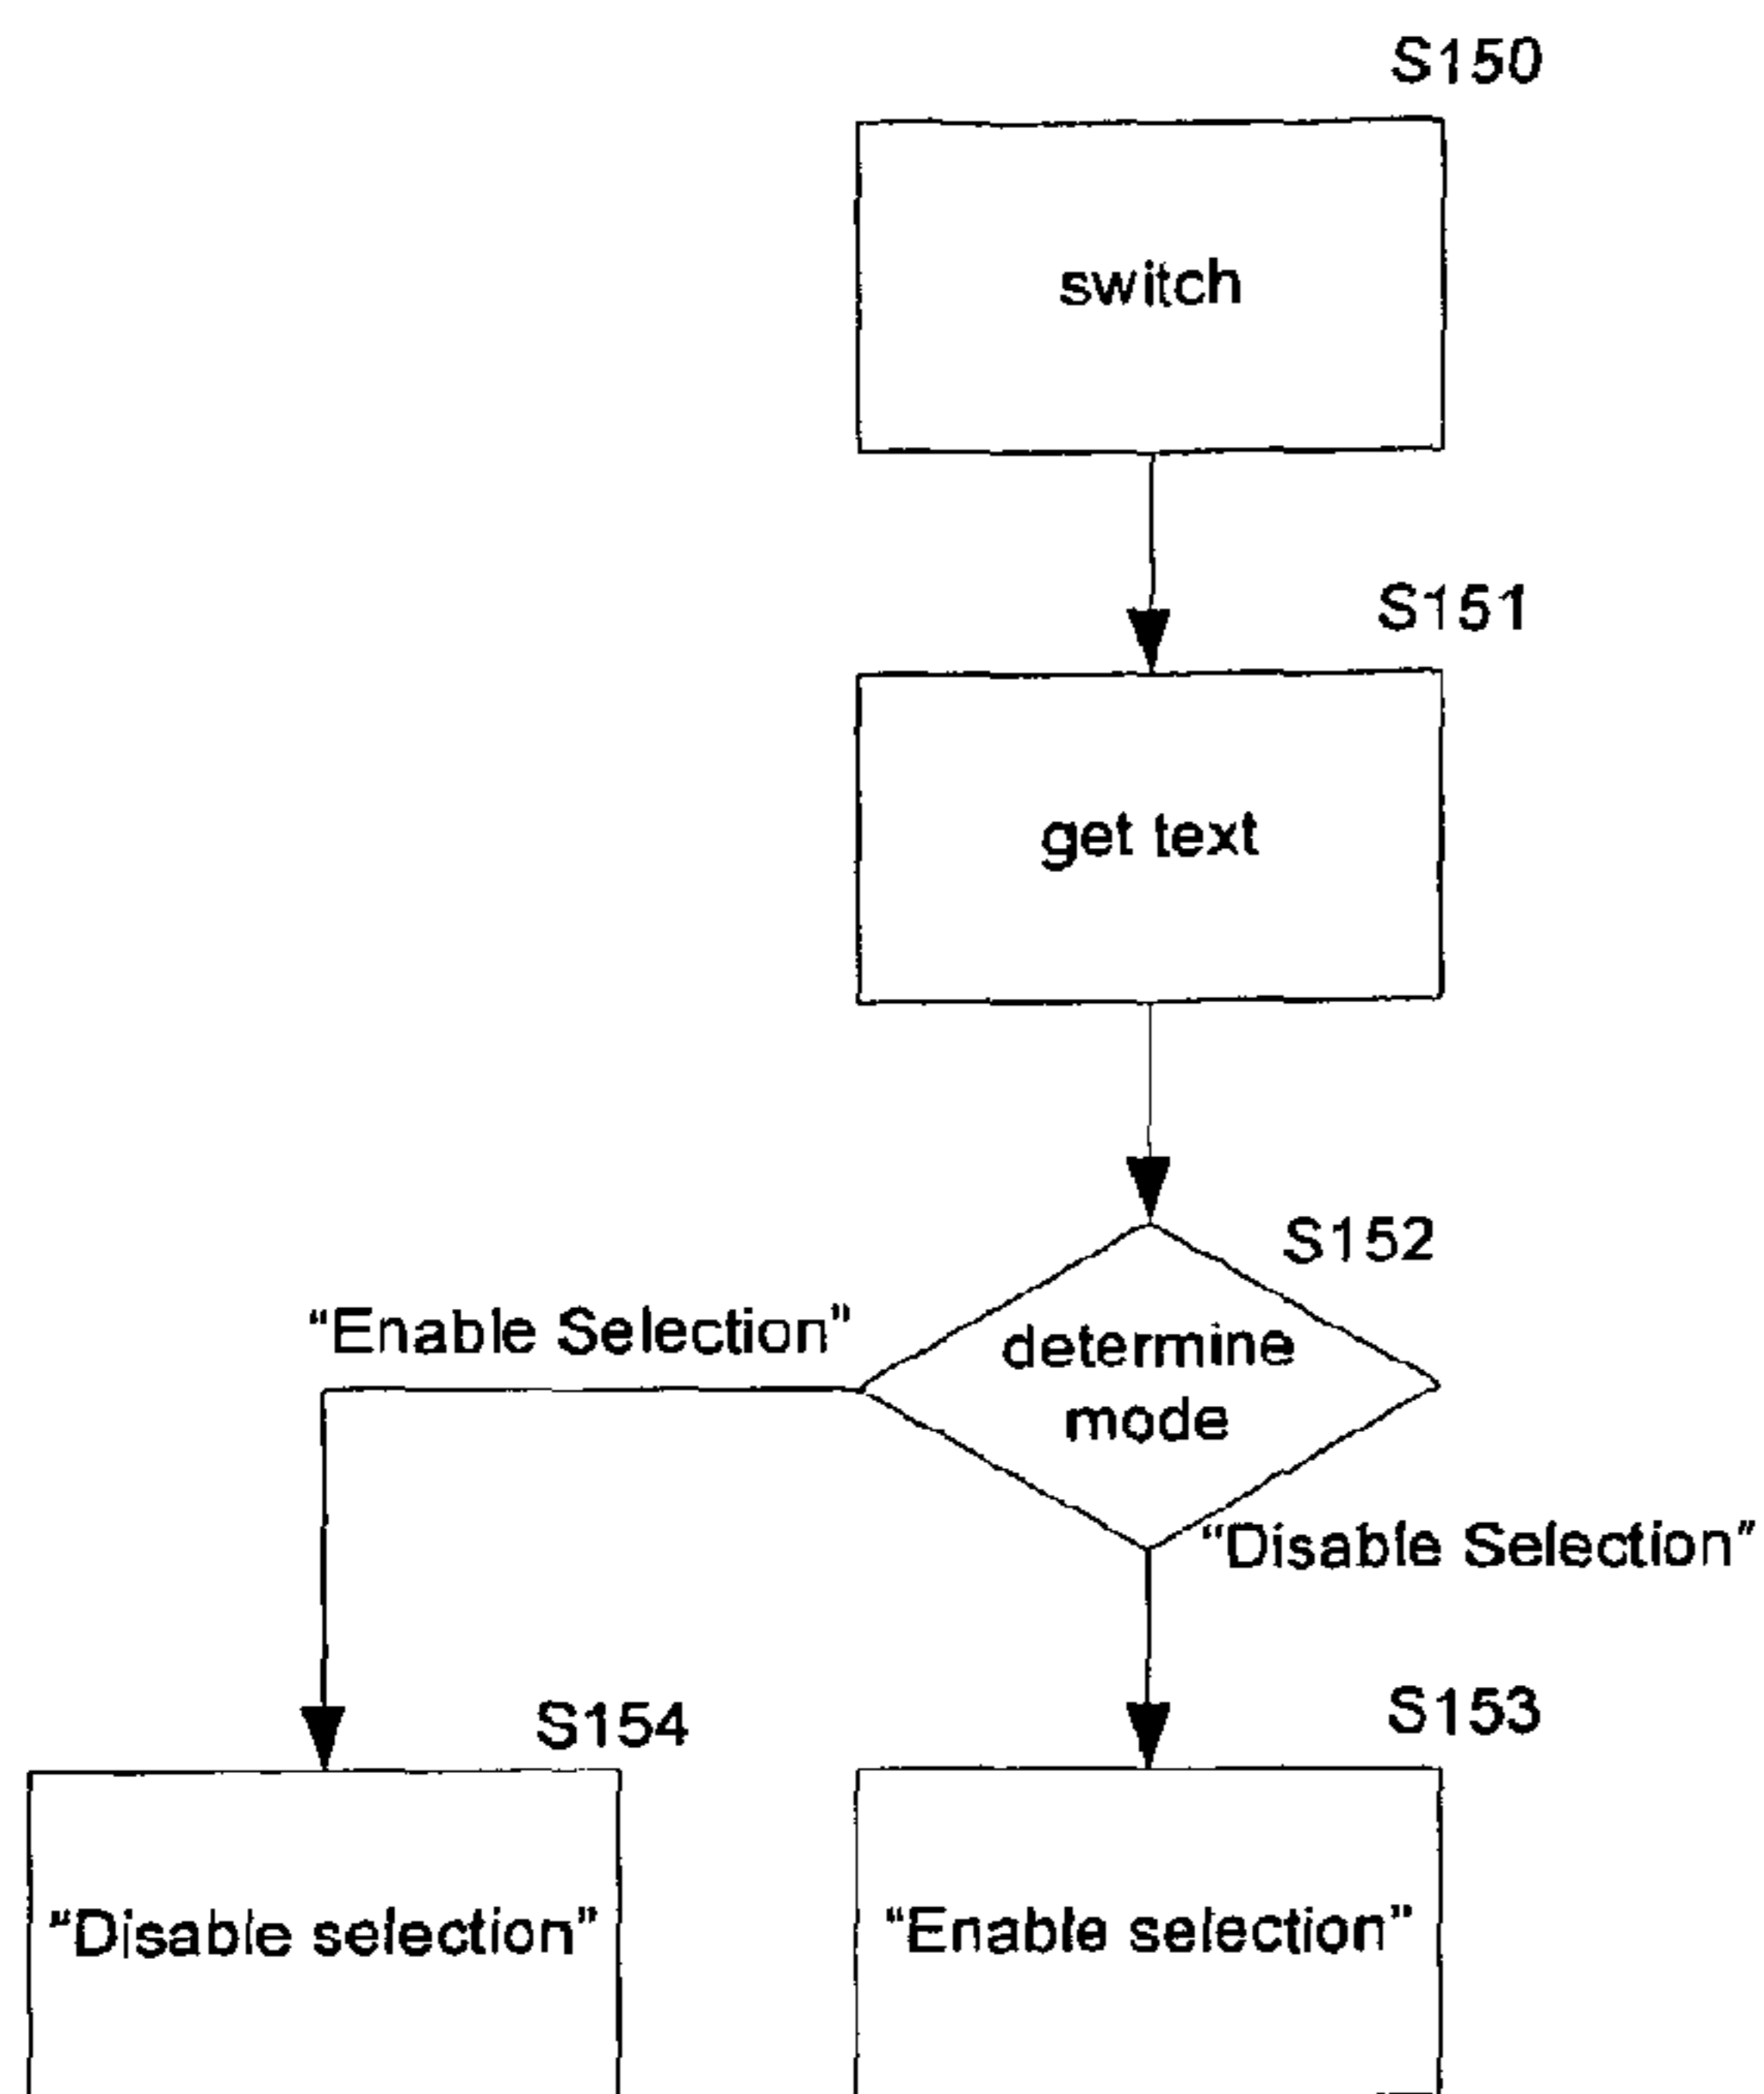 S150
switch
S151
get text
S152
“Enable Selection”
determine
mode
“Disable Selection”
S154
S153
“Disable selection”
“Enable selection”